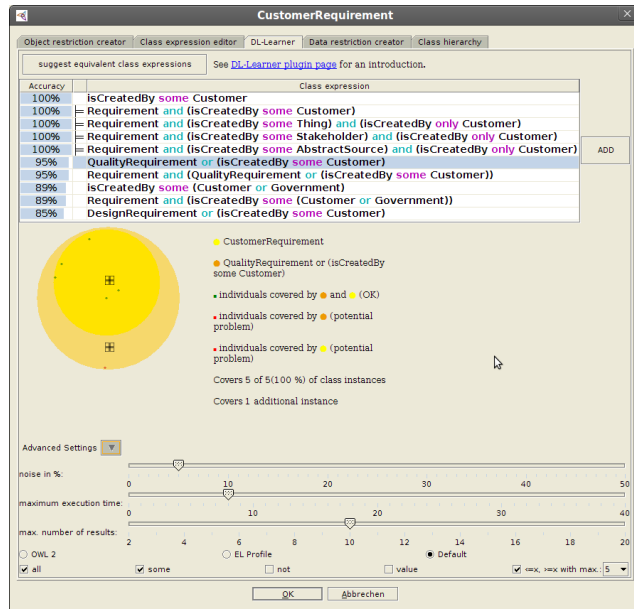 CustomerRequirement
Object restriction creator Class expression editor DL-Learner Data restriction creator Class hierarchy
suggest equivalent class expressions See DL-Learner plugin page for an introduction.
Accuracy Class expression
100% isCreatedBy some Customer
100% Requirement and (isCreatedBy some Customer)
100% Requirement and (isCreatedBy some Thing) and (isCreatedBy only Customer)
100% Requirement and (isCreatedBy some Stakeholder) and (isCreatedBy only Customer)
100% Requirement and (isCreatedBy some AbstractSource) and (isCreatedBy only Customer)
ADD
95% QualityRequirement or (isCreatedBy some Customer)
95% Requirement and (QualityRequirement or (isCreatedBy some Customer))
89% isCreatedBy some (Customer or Government)
89% Requirement and (isCreatedBy some (Customer or Government))
85% DesignRequirement or (isCreatedBy some Customer)
CustomerRequirement
QualityRequirement or (isCreatedBy
some Customer)
individuals covered by and (OK)
individuals covered by (potential
problem)
individuals covered by (potential
problem)
Covers 5 of 5(100 %) of class instances
Covers 1 additional instance
Advanced Settings
noise in %:
0 10 20 30 40 50
maximum execution time:
0 10 20 30 40
max. number of results:
2 4 6 8 10 12 14 16 18 20
OWL 2 EL Profile Default
all some not value <=x, >=x with max.: 5
OK Abbrechen